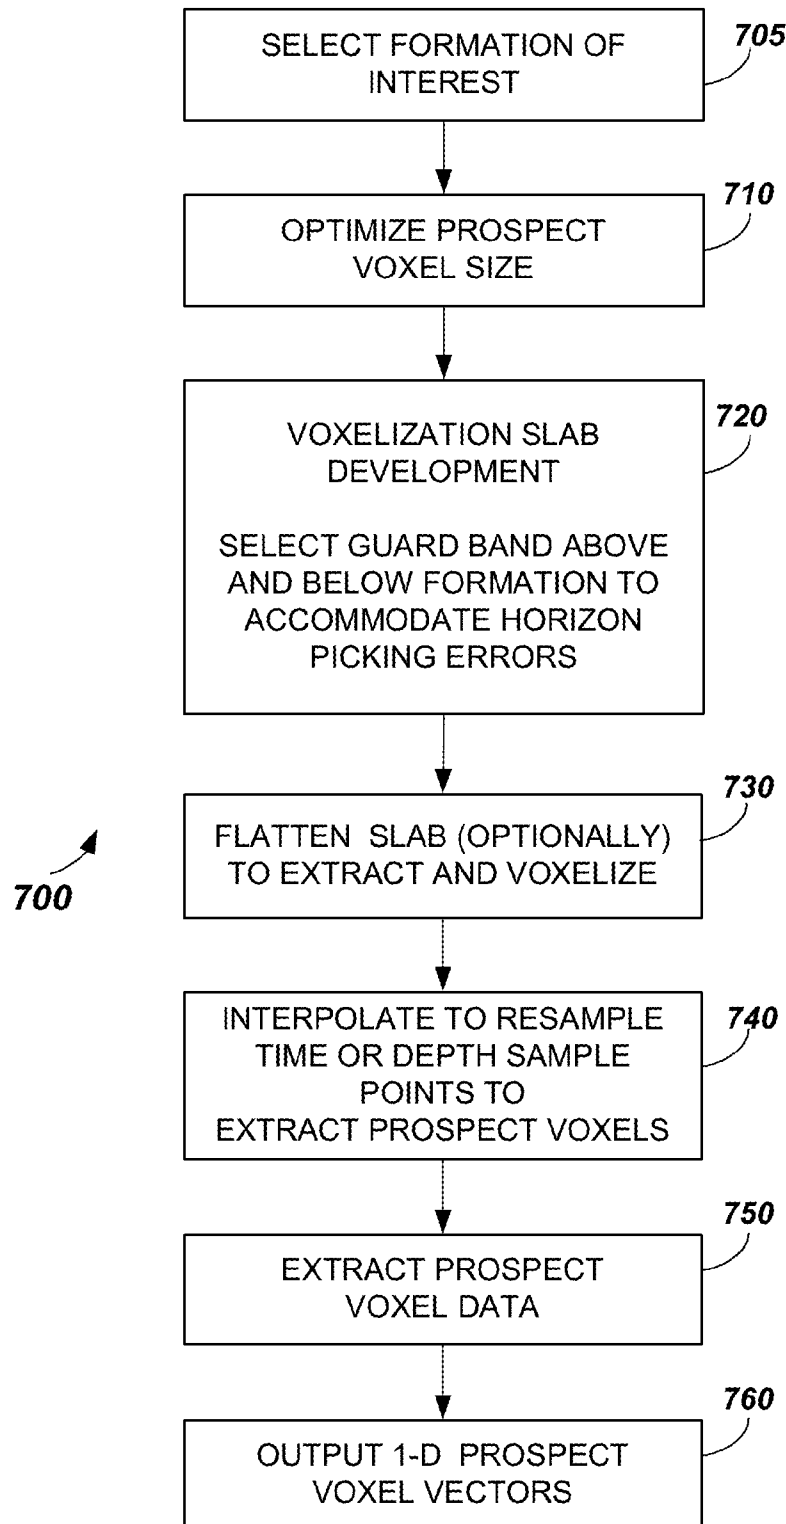 SELECT FORMATION OF
INTEREST
705
OPTIMIZE PROSPECT
VOXEL SIZE
710
VOXELIZATION SLAB
DEVELOPMENT
SELECT GUARD BAND ABOVE
AND BELOW FORMATION TO
ACCOMMODATE HORIZON
PICKING ERRORS
720
FLATTEN SLAB (OPTIONALLY)
TO EXTRACT AND VOXELIZE
730
700
INTERPOLATE TO RESAMPLE
TIME OR DEPTH SAMPLE
POINTS TO
EXTRACT PROSPECT VOXELS
740
EXTRACT PROSPECT
VOXEL DATA
750
OUTPUT 1-D PROSPECT
VOXEL VECTORS
760